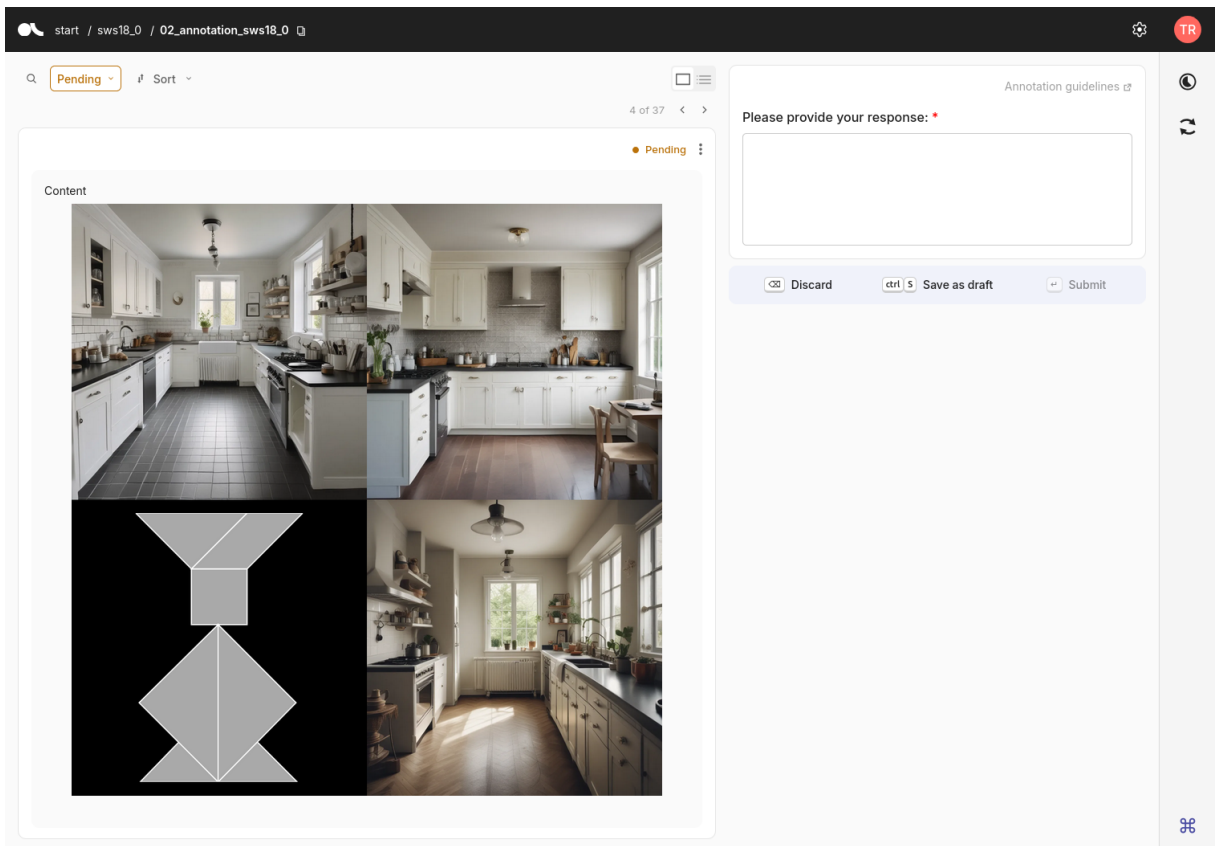 start / sws18_0 / 02_annotation_sws18_0
TR
Pending
Sort
4 of 37
Pending
Content
Annotation guidelines
Please provide your response: *
Discard
ctrl S Save as draft
Submit